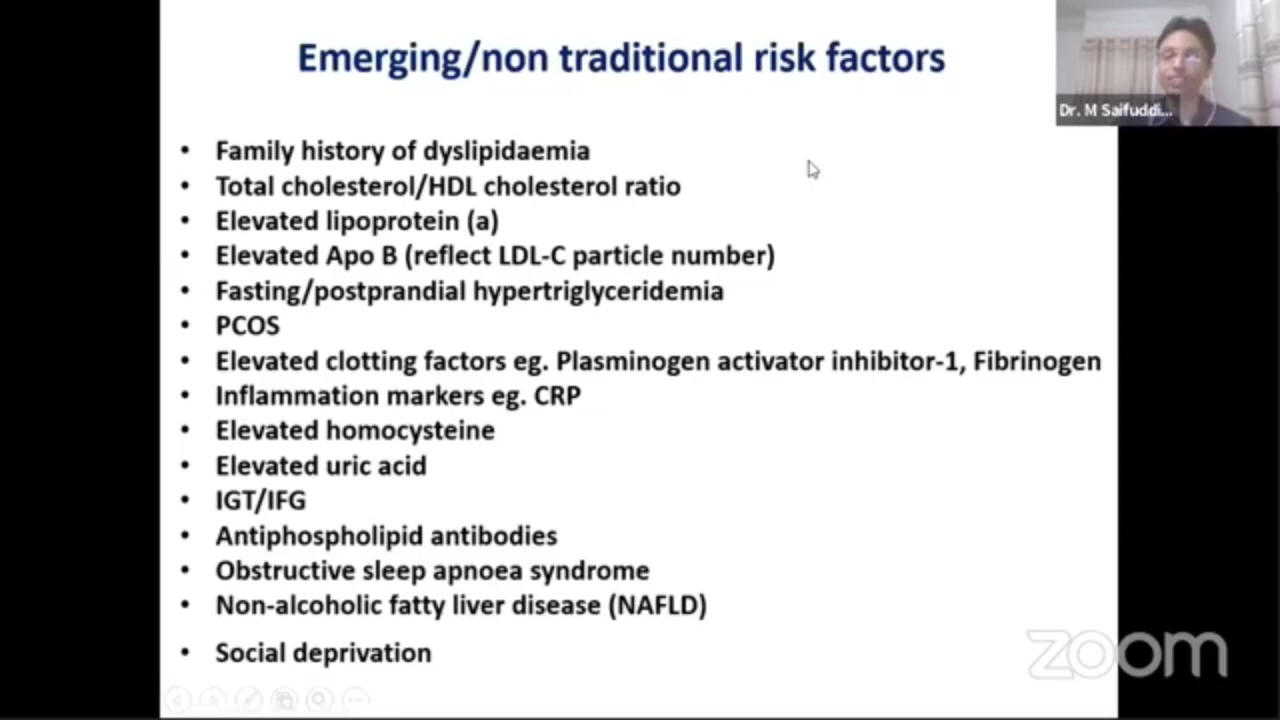 Emerging/non traditional risk factors
Dr. M Saifuddi...
• Family history of dyslipidaemia
• Total cholesterol/HDL cholesterol ratio
• Elevated lipoprotein (a)
• Elevated Apo B (reflect LDL-C particle number)
• Fasting/postprandial hypertriglyceridemia
• PCOS
• Elevated clotting factors eg. Plasminogen activator inhibitor-1, Fibrinogen
• Inflammation markers eg. CRP
• Elevated homocysteine
• Elevated uric acid
• IGT/IFG
• Antiphospholipid antibodies
• Obstructive sleep apnoea syndrome
• Non-alcoholic fatty liver disease (NAFLD)
• Social deprivation
zoom